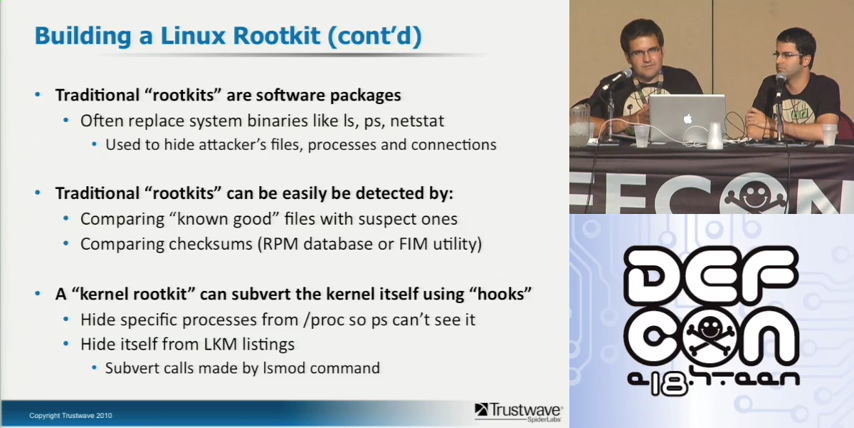 Building a Linux Rootkit (cont’d)
• Traditional “rootkits” are software packages
• Often replace system binaries like ls, ps, netstat
• Used to hide attacker’s files, processes and connections
• Traditional “rootkits” can be easily be detected by:
• Comparing “known good” files with suspect ones
• Comparing checksums (RPM database or FIM utility)
• A “kernel rootkit” can subvert the kernel itself using “hooks”
• Hide specific processes from /proc so ps can’t see it
• Hide itself from LKM listings
• Subvert calls made by lsmod command
Copyright Trustwave 2010
Trustwave®
SpiderLabs®
DEF
CON
18